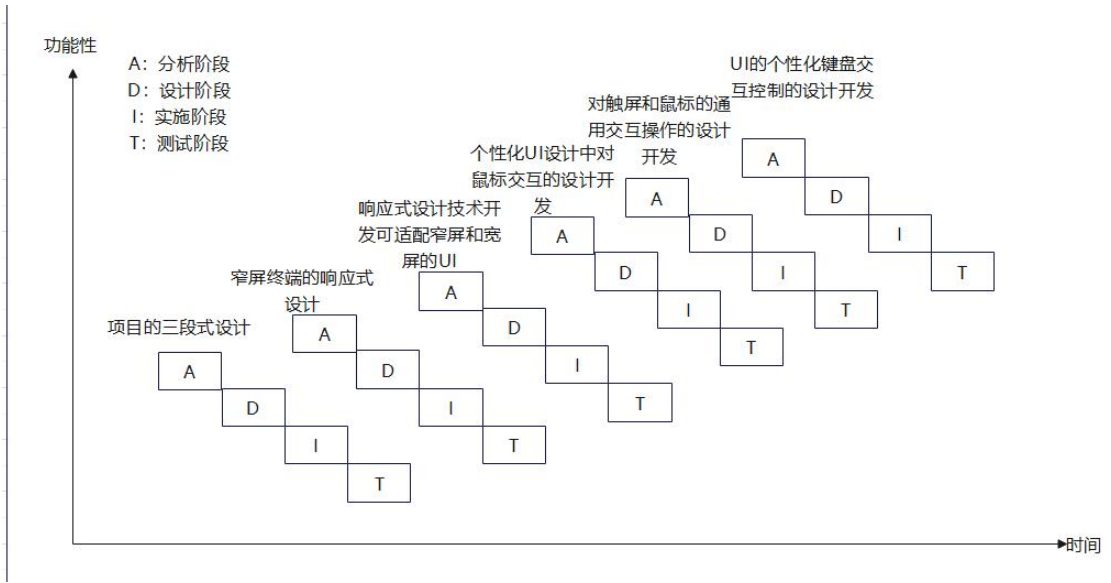 功能性
A：分析阶段
D：设计阶段
I：实施阶段
T：测试阶段
项目的三段式设计
A
D
I
T
窄屏终端的响应式
设计
A
D
I
T
响应式设计技术开
发可适配窄屏和宽
屏的UI
A
D
I
T
个性化UI设计中对
鼠标交互的设计开
发
A
D
I
T
对触屏和鼠标的通
用交互操作的设计
开发
A
D
I
T
UI的个性化键盘交
互控制的设计开发
A
D
I
T
时间